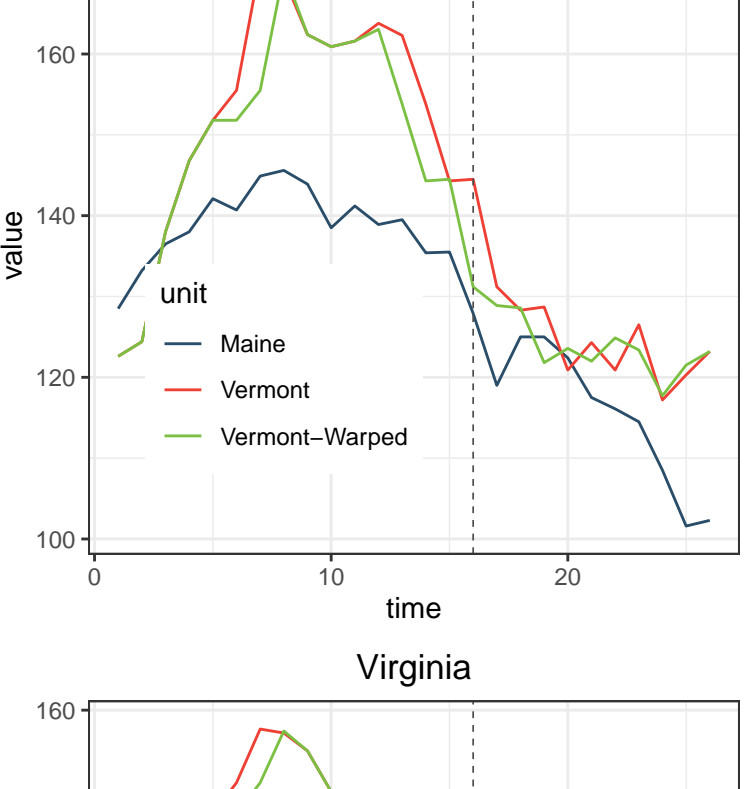 160
140
120
100
value
unit
Maine
Vermont
Vermont–Warped
0 10 20
time
Virginia
160